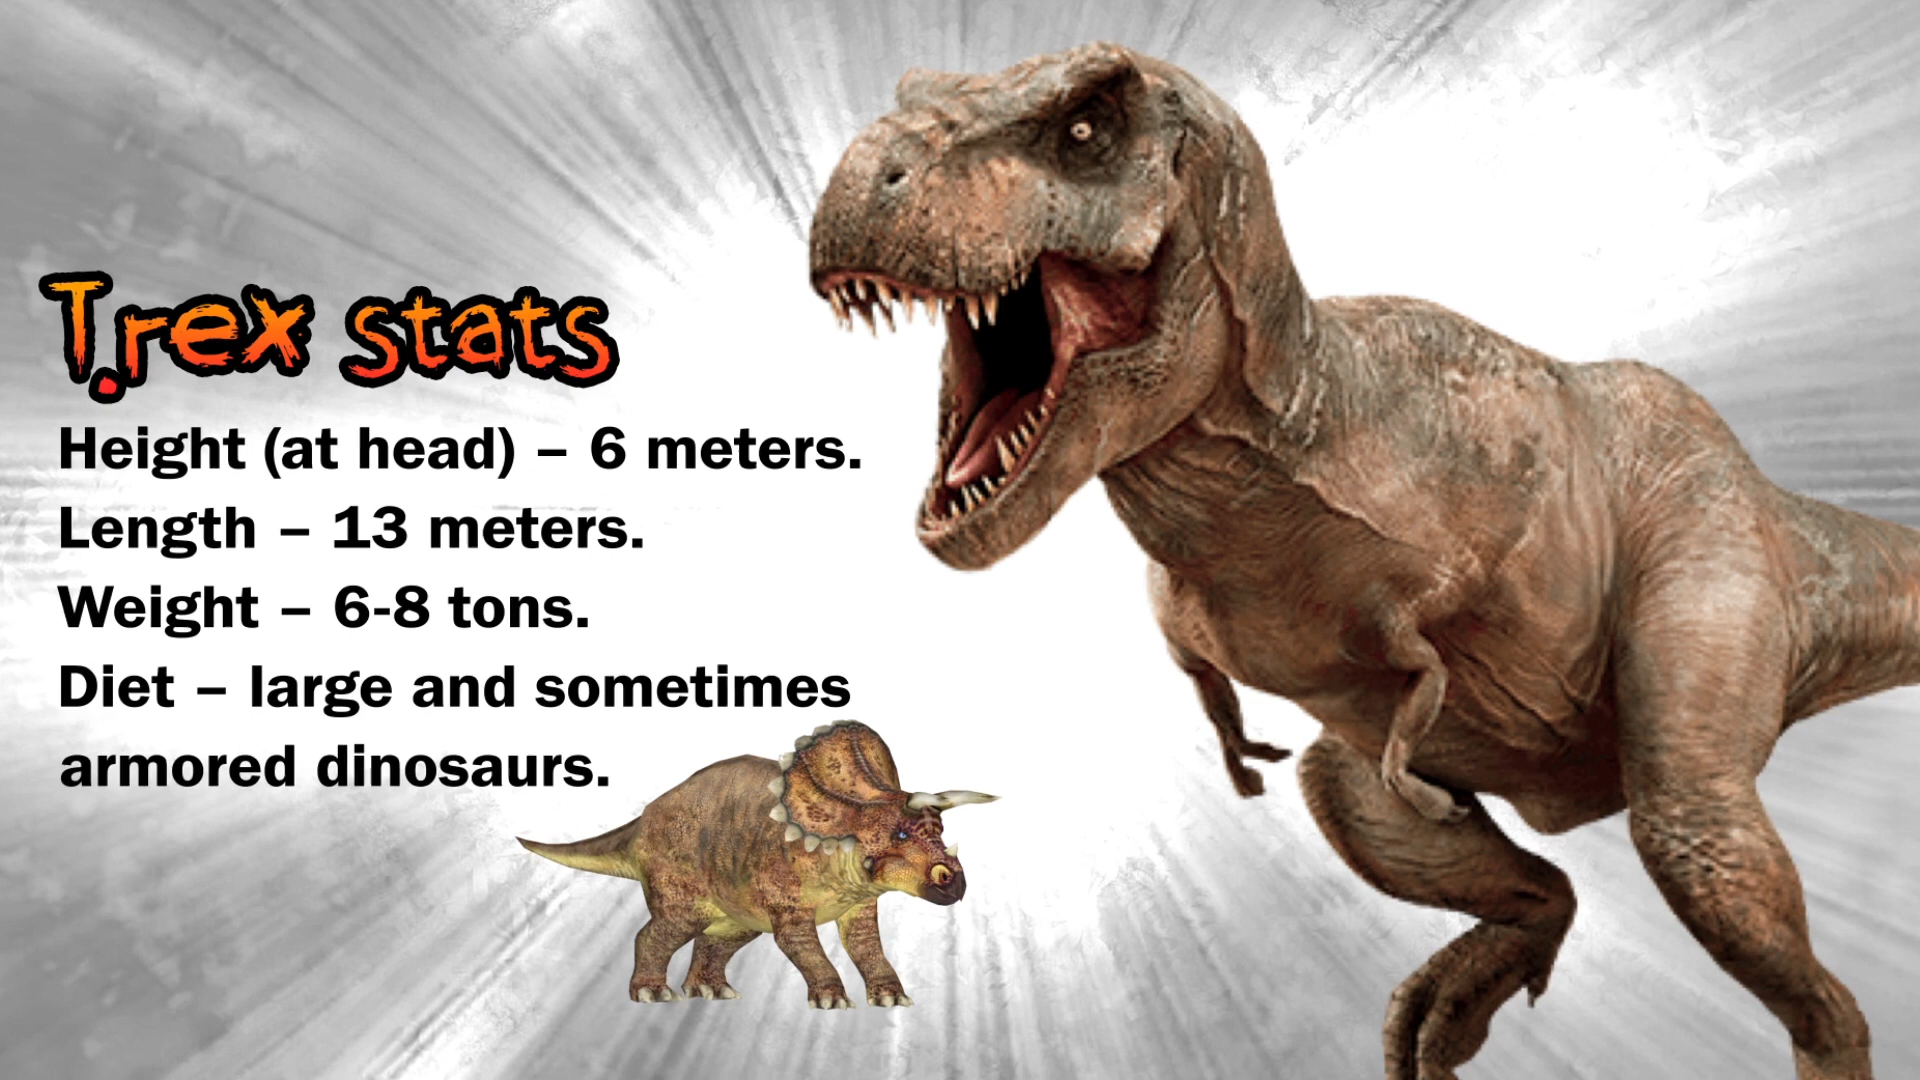 T.rex stats
Height (at head) – 6 meters.
Length – 13 meters.
Weight – 6-8 tons.
Diet – large and sometimes
armored dinosaurs.